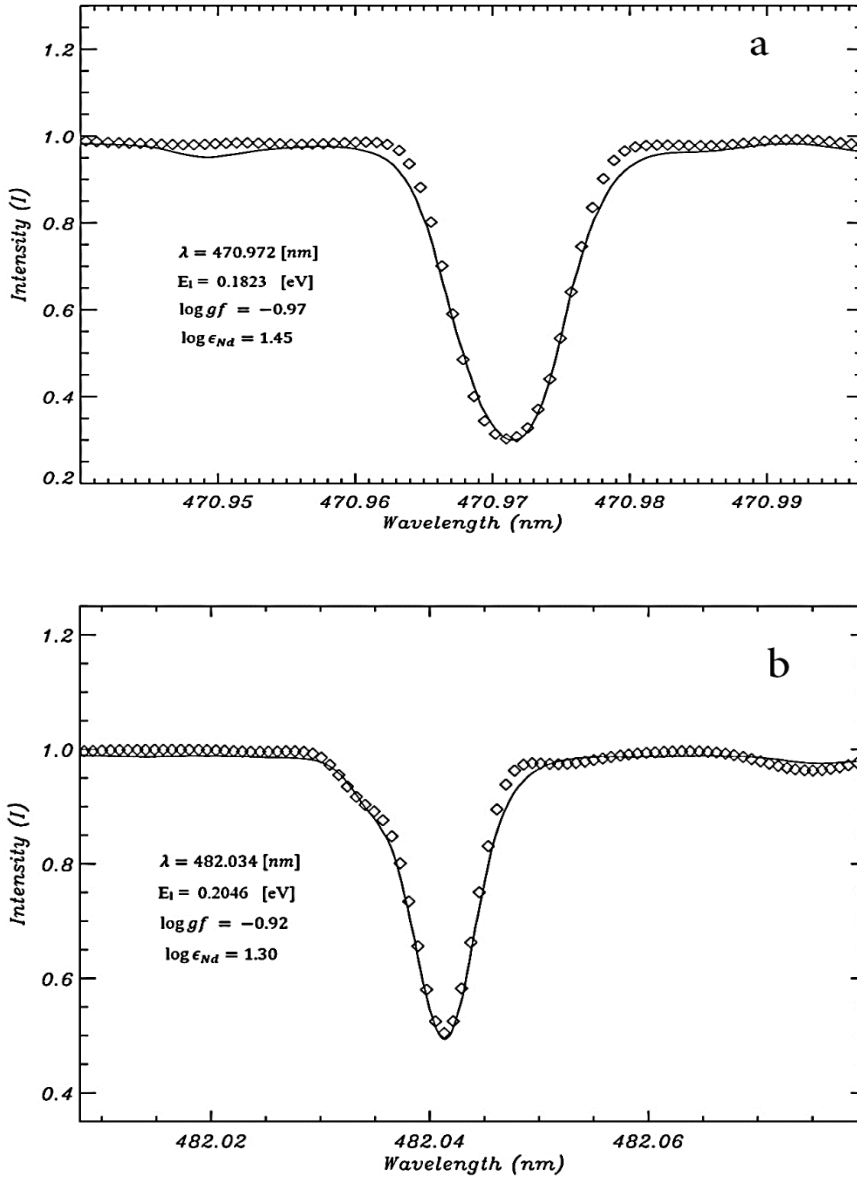 a
1.2
1.0
0.8
0.6
0.4
0.2
Intensity (I)
λ = 470.972 [nm]
Eₗ = 0.1823 [eV]
log gf = −0.97
log ϵ_Nd = 1.45
470.95 470.96 470.97 470.98 470.99
Wavelength (nm)
b
1.2
1.0
0.8
0.6
0.4
Intensity (I)
λ = 482.034 [nm]
Eₗ = 0.2046 [eV]
log gf = −0.92
log ϵ_Nd = 1.30
482.02 482.04 482.06
Wavelength (nm)